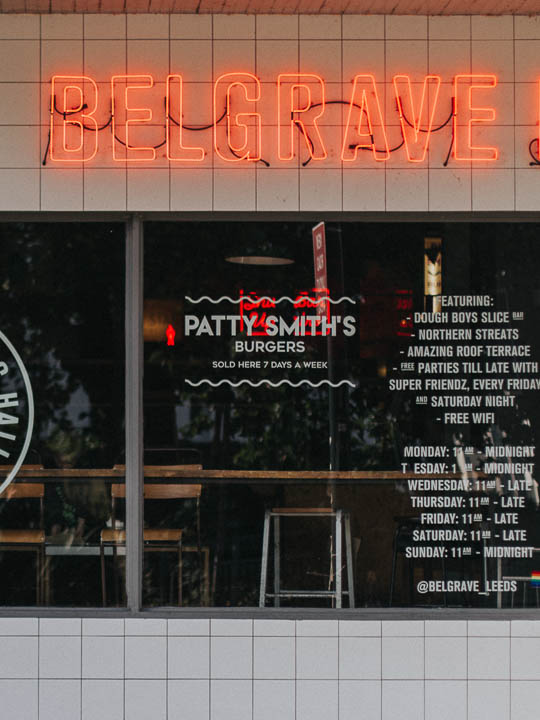 BELGRAVE
PATTY SMITH'S
BURGERS
SOLD HERE 7 DAYS A WEEK
FEATURING:
- DOUGH BOYS SLICE BAR
- NORTHERN STREATS
- AMAZING ROOF TERRACE
- FREE PARTIES TILL LATE WITH
SUPER FRIENDZ, EVERY FRIDAY
AND SATURDAY NIGHT
- FREE WIFI
MONDAY: 11AM - MIDNIGHT
T ESDAY: 1 AM - MIDNIGHT
WEDNESDAY: 11AM - LATE
THURSDAY: 11AM - LATE
FRIDAY: 11AM - LATE
SATURDAY: 11AM - LATE
SUNDAY: 11AM - MIDNIGHT
@BELGRAVE_LEEDS